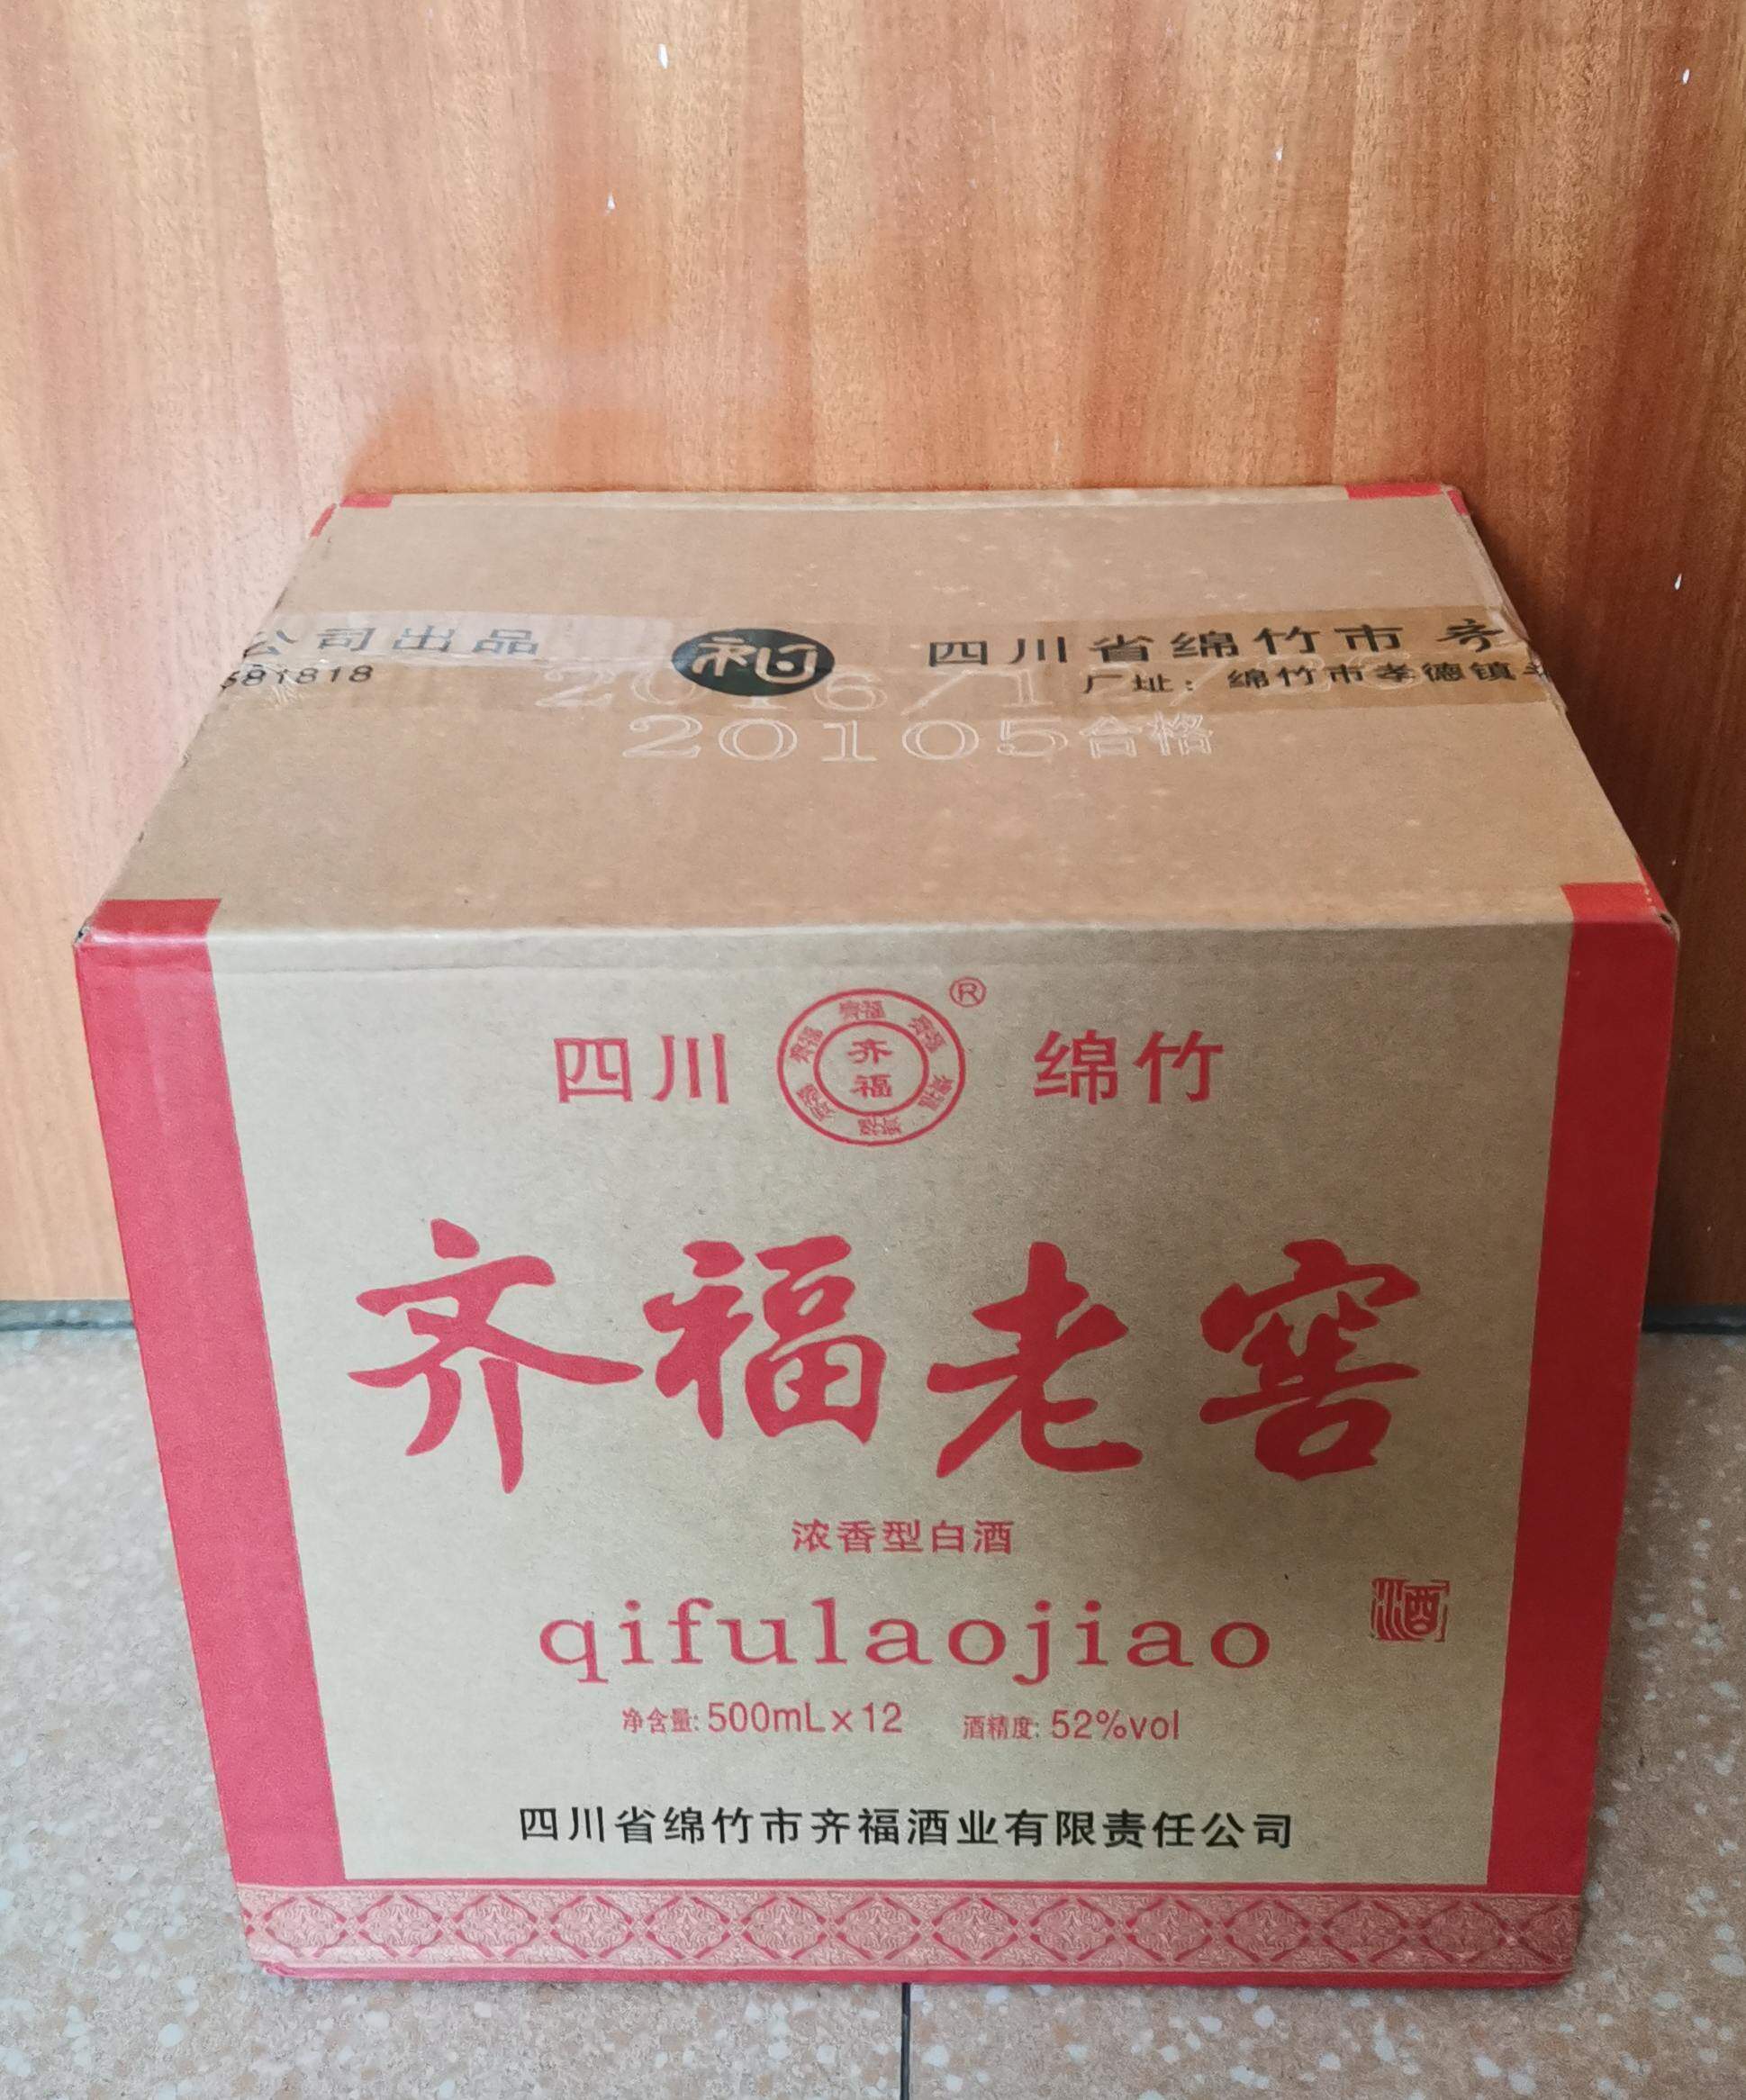 公司出品 四川省绵竹市
581818 厂址：绵竹市孝德镇
20105合格
四川 齐福 ® 绵竹
齐福老窖
浓香型白酒
qifulaojiao
酒
净含量: 500mL×12 酒精度: 52%vol
四川省绵竹市齐福酒业有限责任公司